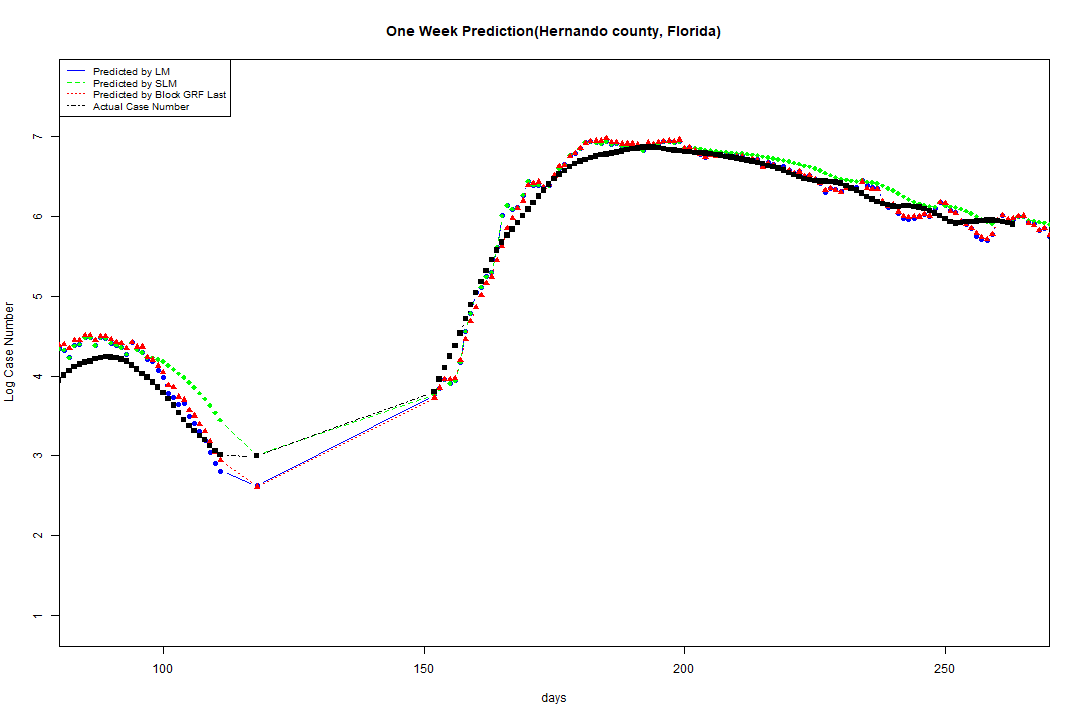 One Week Prediction(Hernando county, Florida)
Predicted by LM
Predicted by SLM
Predicted by Block GRF Last
Actual Case Number
7
6
5
4
3
2
1
Log Case Number
100
150
200
250
days